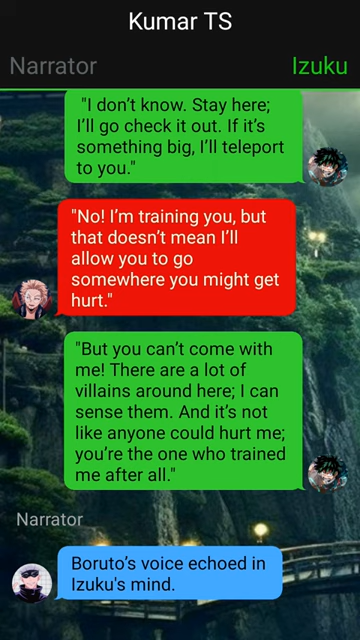 Kumar TS
Narrator
Izuku
"I don't know. Stay here;
I'll go check it out. If it's
something big, I'll teleport
to you."
"No! I'm training you, but
that doesn't mean I'll
allow you to go
somewhere you might get
hurt."
"But you can't come with
me! There are a lot of
villains around here; I can
sense them. And it's not
like anyone could hurt me;
you're the one who trained
me after all."
Narrator
Boruto's voice echoed in
Izuku's mind.